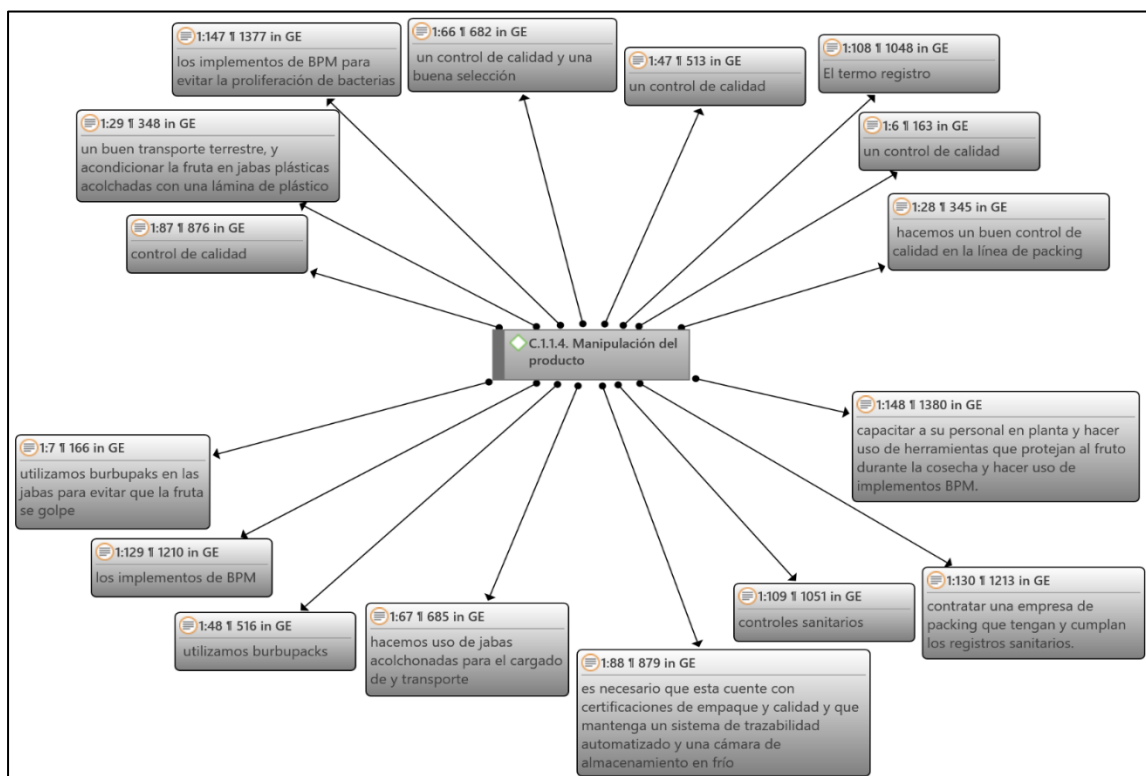 1:147 ¶ 1377 in GE
los implementos de BPM para
evitar la proliferación de bacterias
1:66 ¶ 682 in GE
un control de calidad y una
buena selección
1:47 ¶ 513 in GE
un control de calidad
1:108 ¶ 1048 in GE
El termo registro
1:29 ¶ 348 in GE
un buen transporte terrestre, y
acondicionar la fruta en jabas plásticas
acolchadas con una lámina de plástico
1:6 ¶ 163 in GE
un control de calidad
1:87 ¶ 876 in GE
control de calidad
1:28 ¶ 345 in GE
hacemos un buen control de
calidad en la línea de packing
C.1.1.4. Manipulación del
producto
1:7 ¶ 166 in GE
utilizamos burbupaks en las
jabas para evitar que la fruta
se golpe
1:148 ¶ 1380 in GE
capacitar a su personal en planta y hacer
uso de herramientas que protejan al fruto
durante la cosecha y hacer uso de
implementos BPM.
1:129 ¶ 1210 in GE
los implementos de BPM
1:48 ¶ 516 in GE
utilizamos burbupacks
1:67 ¶ 685 in GE
hacemos uso de jabas
acolchonadas para el cargado
de y transporte
1:88 ¶ 879 in GE
es necesario que esta cuente con
certificaciones de empaque y calidad y que
mantenga un sistema de trazabilidad
automatizado y una cámara de
almacenamiento en frío
1:109 ¶ 1051 in GE
controles sanitarios
1:130 ¶ 1213 in GE
contratar una empresa de
packing que tengan y cumplan
los registros sanitarios.